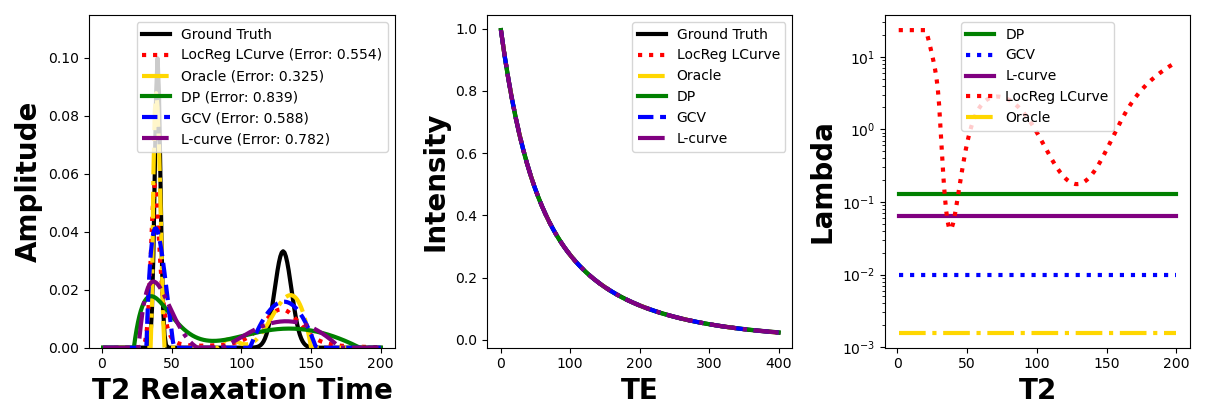 Amplitude
0.10
0.08
0.06
0.04
0.02
0.00
0
50
100
150
200
T2 Relaxation Time
Ground Truth
LocReg LCurve (Error: 0.554)
Oracle (Error: 0.325)
DP (Error: 0.839)
GCV (Error: 0.588)
L-curve (Error: 0.782)
Intensity
1.0
0.8
0.6
0.4
0.2
0.0
0
100
200
300
400
TE
Ground Truth
LocReg LCurve
Oracle
DP
GCV
L-curve
Lambda
10¹
10⁰
10⁻¹
10⁻²
10⁻³
0
50
100
150
200
T2
DP
GCV
L-curve
LocReg LCurve
Oracle